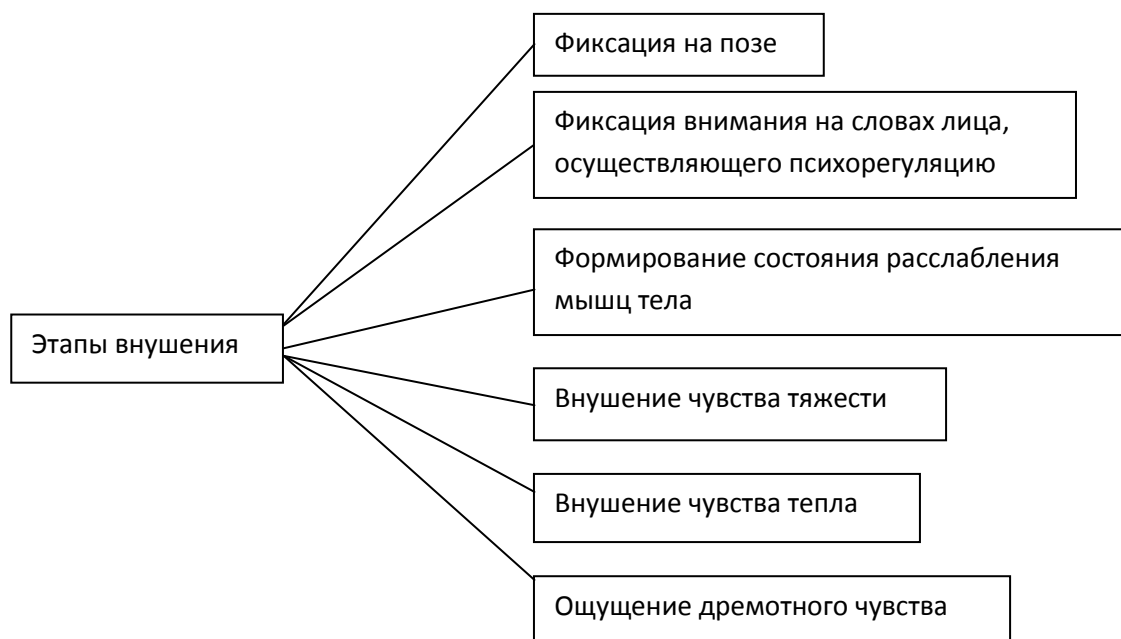 Фиксация на позе
Фиксация внимания на словах лица,
осуществляющего психорегуляцию
Формирование состояния расслабления
мышц тела
Этапы внушения
Внушение чувства тяжести
Внушение чувства тепла
Ощущение дремотного чувства